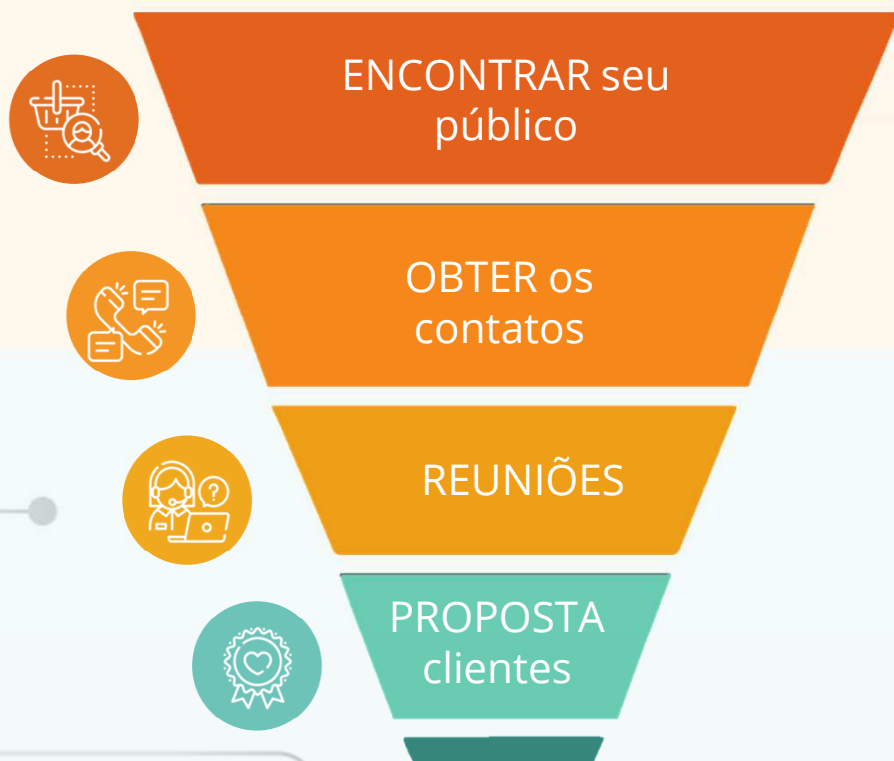 ENCONTRAR seu
público
OBTER os
contatos
REUNIÕES
PROPOSTA
clientes